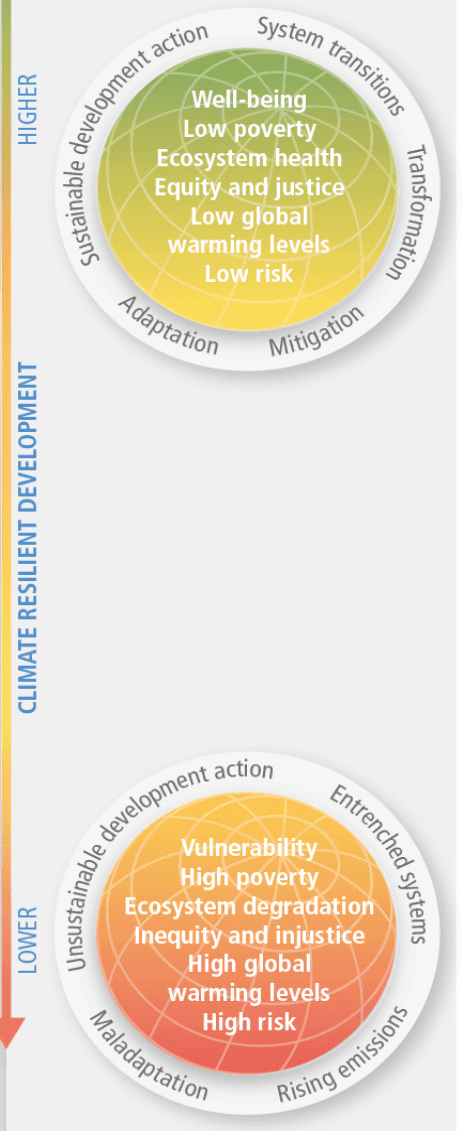 HIGHER
CLIMATE RESILIENT DEVELOPMENT
LOWER
Sustainable development action
System transitions
Transformation
Mitigation
Adaptation
Well-being
Low poverty
Ecosystem health
Equity and justice
Low global
warming levels
Low risk
Unsustainable development action
Entrenched systems
Rising emissions
Maladaptation
Vulnerability
High poverty
Ecosystem degradation
Inequity and injustice
High global
warming levels
High risk